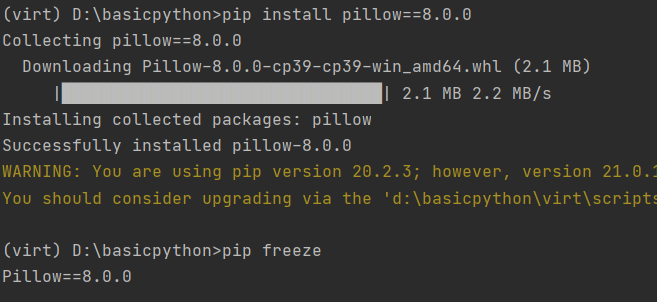 (virt) D:\basicpython>pip install pillow==8.0.0
Collecting pillow==8.0.0
  Downloading Pillow-8.0.0-cp39-cp39-win_amd64.whl (2.1 MB)
     |████████████████████████████████| 2.1 MB 2.2 MB/s
Installing collected packages: pillow
Successfully installed pillow-8.0.0
WARNING: You are using pip version 20.2.3; however, version 21.0.1
You should consider upgrading via the 'd:\basicpython\virt\scripts
(virt) D:\basicpython>pip freeze
Pillow==8.0.0